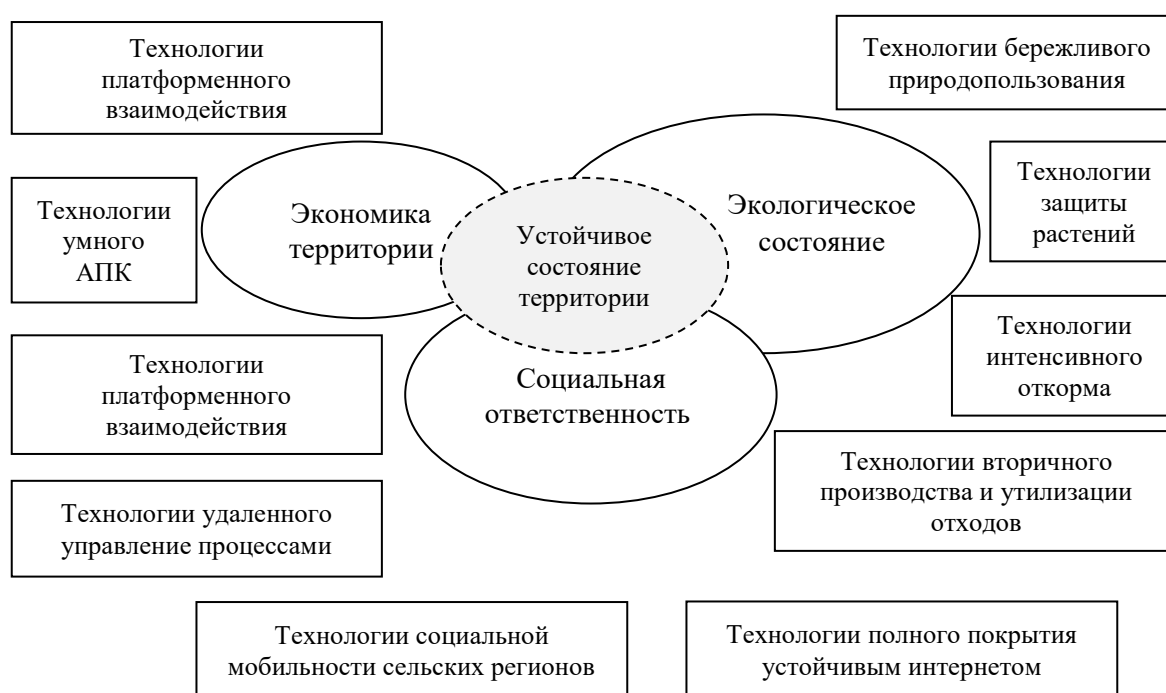 Технологии
платформенного
взаимодействия
Технологии бережливого
природопользования
Технологии
умного
АПК
Экономика
территории
Устойчивое
состояние
территории
Экологическое
состояние
Технологии
защиты
растений
Технологии
интенсивного
откорма
Технологии
платформенного
взаимодействия
Социальная
ответственность
Технологии вторичного
производства и утилизации
отходов
Технологии удаленного
управление процессами
Технологии социальной
мобильности сельских регионов
Технологии полного покрытия
устойчивым интернетом